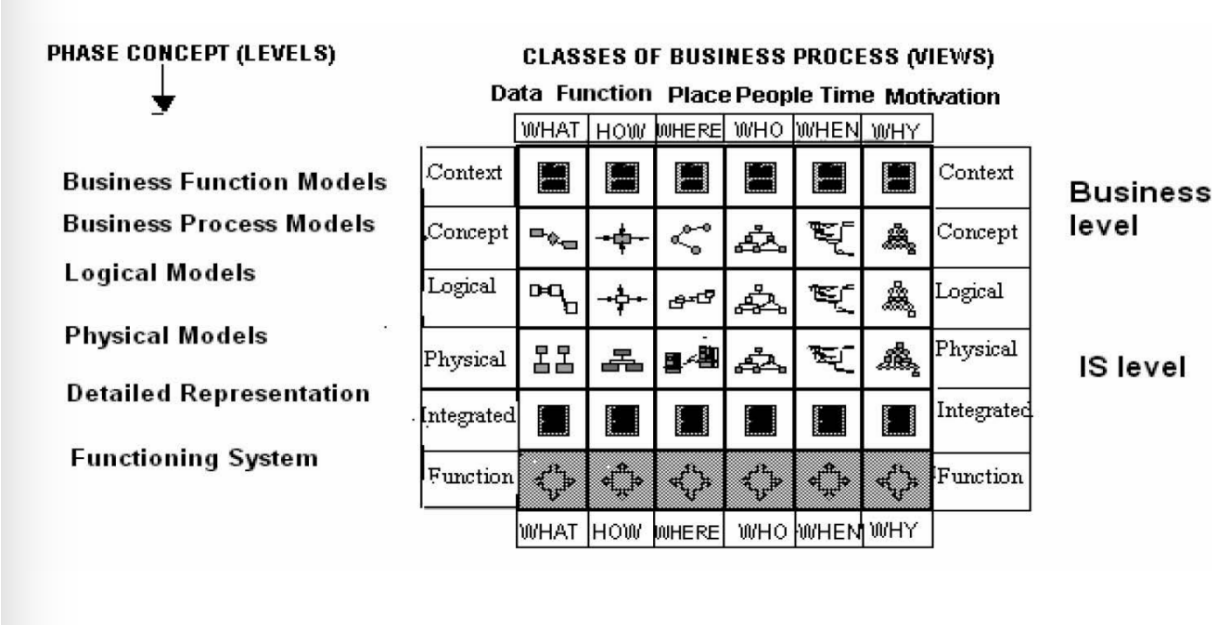 PHASE CONCEPT (LEVELS)
CLASSES OF BUSINESS PROCESS (VIEWS)
Data Function Place People Time Motivation
WHAT HOW WHERE WHO WHEN WHY
Context Context
Business Function Models
Business level
Business Process Models
Concept Concept
Logical Models
Logical Logical
Physical Models
Physical Physical
IS level
Detailed Representation
Integrated Integrated
Functioning System
Function Function
WHAT HOW WHERE WHO WHEN WHY